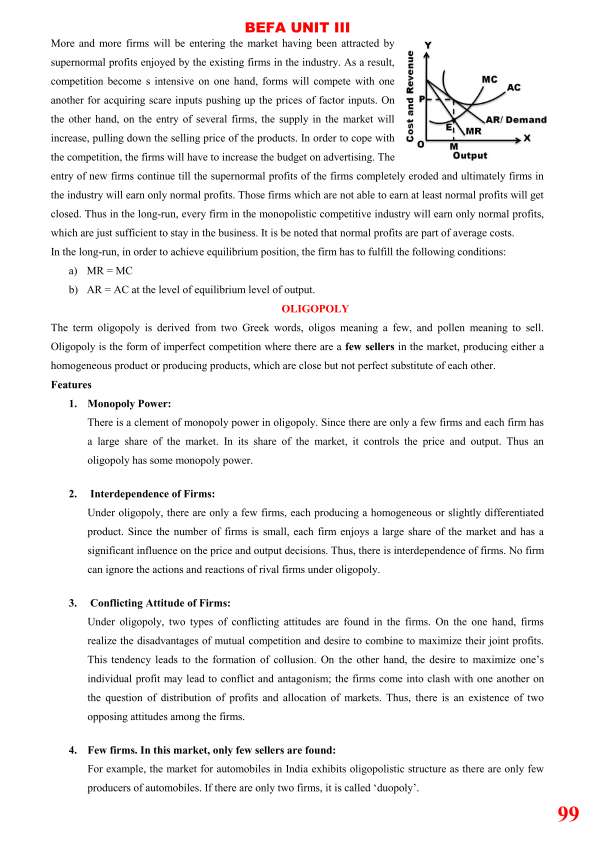 BEFA UNIT III
More and more firms will be entering the market having been attracted by
supernormal profits enjoyed by the existing firms in the industry. As a result,
competition become s intensive on one hand, forms will compete with one
another for acquiring scare inputs pushing up the prices of factor inputs. On
the other hand, on the entry of several firms, the supply in the market will
increase, pulling down the selling price of the products. In order to cope with
the competition, the firms will have to increase the budget on advertising. The
Y
Cost and Revenue
MC
AC
P
AR/ Demand
E
MR
O
M
X
Output
entry of new firms continue till the supernormal profits of the firms completely eroded and ultimately firms in
the industry will earn only normal profits. Those firms which are not able to earn at least normal profits will get
closed. Thus in the long-run, every firm in the monopolistic competitive industry will earn only normal profits,
which are just sufficient to stay in the business. It is be noted that normal profits are part of average costs.
In the long-run, in order to achieve equilibrium position, the firm has to fulfill the following conditions:
a) MR = MC
b) AR = AC at the level of equilibrium level of output.
OLIGOPOLY
The term oligopoly is derived from two Greek words, oligos meaning a few, and pollen meaning to sell.
Oligopoly is the form of imperfect competition where there are a few sellers in the market, producing either a
homogeneous product or producing products, which are close but not perfect substitute of each other.
Features
1. Monopoly Power:
There is a clement of monopoly power in oligopoly. Since there are only a few firms and each firm has
a large share of the market. In its share of the market, it controls the price and output. Thus an
oligopoly has some monopoly power.
2. Interdependence of Firms:
Under oligopoly, there are only a few firms, each producing a homogeneous or slightly differentiated
product. Since the number of firms is small, each firm enjoys a large share of the market and has a
significant influence on the price and output decisions. Thus, there is interdependence of firms. No firm
can ignore the actions and reactions of rival firms under oligopoly.
3. Conflicting Attitude of Firms:
Under oligopoly, two types of conflicting attitudes are found in the firms. On the one hand, firms
realize the disadvantages of mutual competition and desire to combine to maximize their joint profits.
This tendency leads to the formation of collusion. On the other hand, the desire to maximize one’s
individual profit may lead to conflict and antagonism; the firms come into clash with one another on
the question of distribution of profits and allocation of markets. Thus, there is an existence of two
opposing attitudes among the firms.
4. Few firms. In this market, only few sellers are found:
For example, the market for automobiles in India exhibits oligopolistic structure as there are only few
producers of automobiles. If there are only two firms, it is called ‘duopoly’.
99